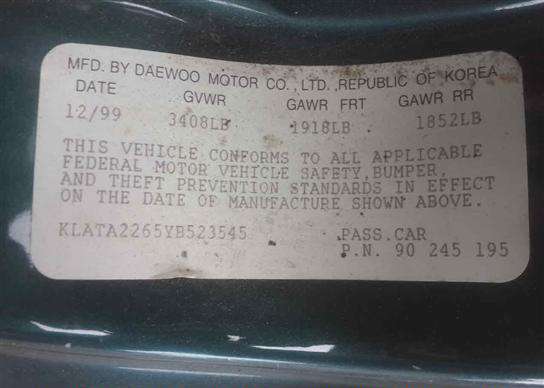 MFD. BY DAEWOO MOTOR CO., LTD., REPUBLIC OF KOREA
DATE GVWR GAWR FRT GAWR RR
12/99 3408LB 1918LB 1852LB
THIS VEHICLE CONFORMS TO ALL APPLICABLE
FEDERAL MOTOR VEHICLE SAFETY,BUMPER,
AND THEFT PREVENTION STANDARDS IN EFFECT
ON THE DATE OF MANUFACTURE SHOWN ABOVE.
KLATA2265YB523545 PASS.CAR
P.N. 90 245 195